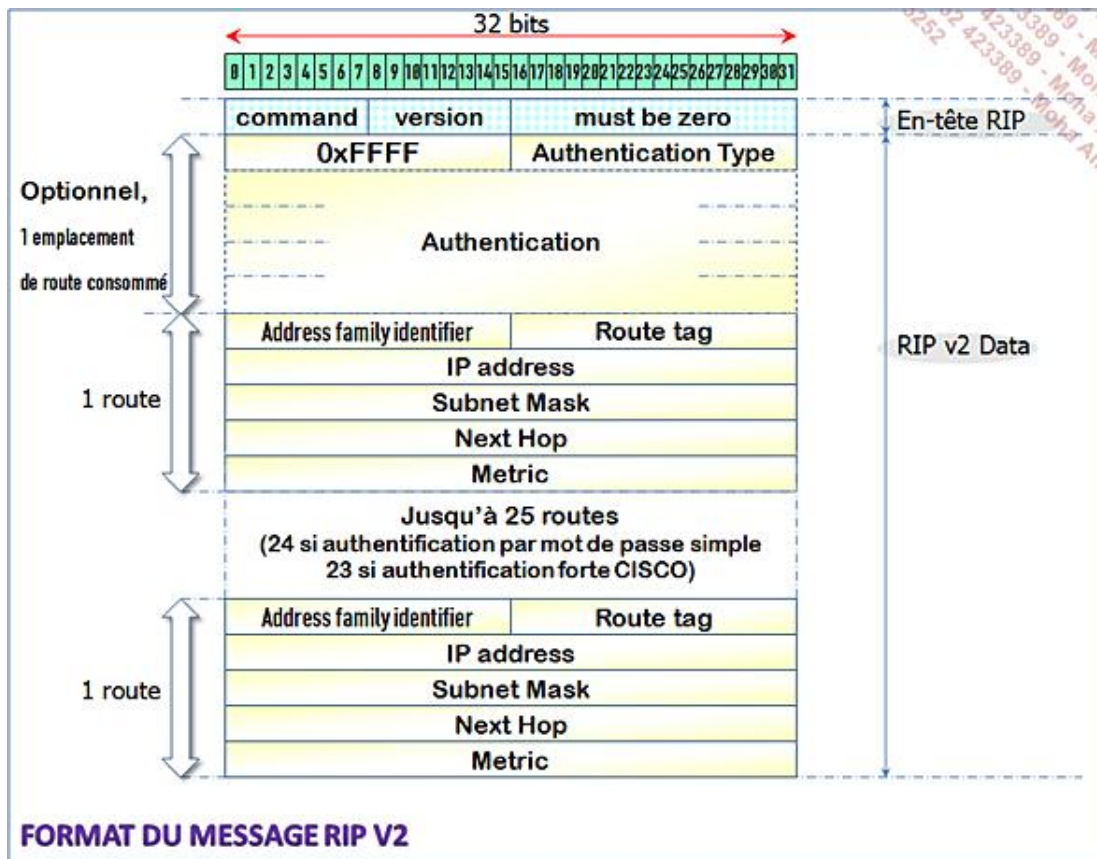 32 bits
0 1 2 3 4 5 6 7 8 9 10 11 12 13 14 15 16 17 18 19 20 21 22 23 24 25 26 27 28 29 30 31
command version must be zero
En-tête RIP
0xFFFF Authentication Type
Optionnel,
1 emplacement
de route consommé
Authentication
Address family identifier Route tag
RIP v2 Data
IP address
1 route
Subnet Mask
Next Hop
Metric
Jusqu'à 25 routes
(24 si authentification par mot de passe simple
23 si authentification forte CISCO)
Address family identifier Route tag
IP address
1 route
Subnet Mask
Next Hop
Metric
FORMAT DU MESSAGE RIP V2